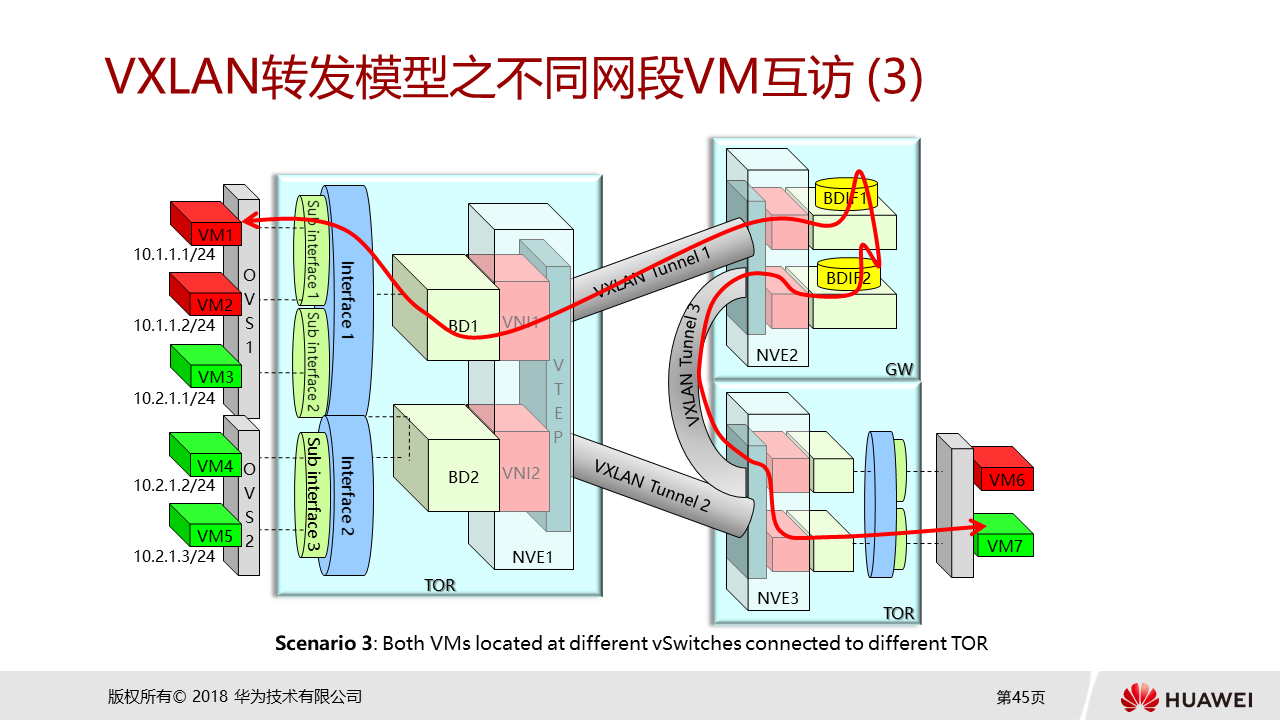 VXLAN转发模型之不同网段VM互访 (3)
VM1
10.1.1.1/24
VM2
10.1.1.2/24
VM3
10.2.1.1/24
VM4
10.2.1.2/24
VM5
10.2.1.3/24
OVS1
OVS2
Sub interface 1
Sub interface 2
Sub interface 3
Interface 1
Interface 2
BD1
VNI1
BD2
VNI2
VTEP
NVE1
TOR
VXLAN Tunnel 1
VXLAN Tunnel 3
VXLAN Tunnel 2
BDIF1
BDIF2
NVE2
GW
NVE3
TOR
VM6
VM7
Scenario 3: Both VMs located at different vSwitches connected to different TOR
版权所有© 2018 华为技术有限公司
第45页
HUAWEI